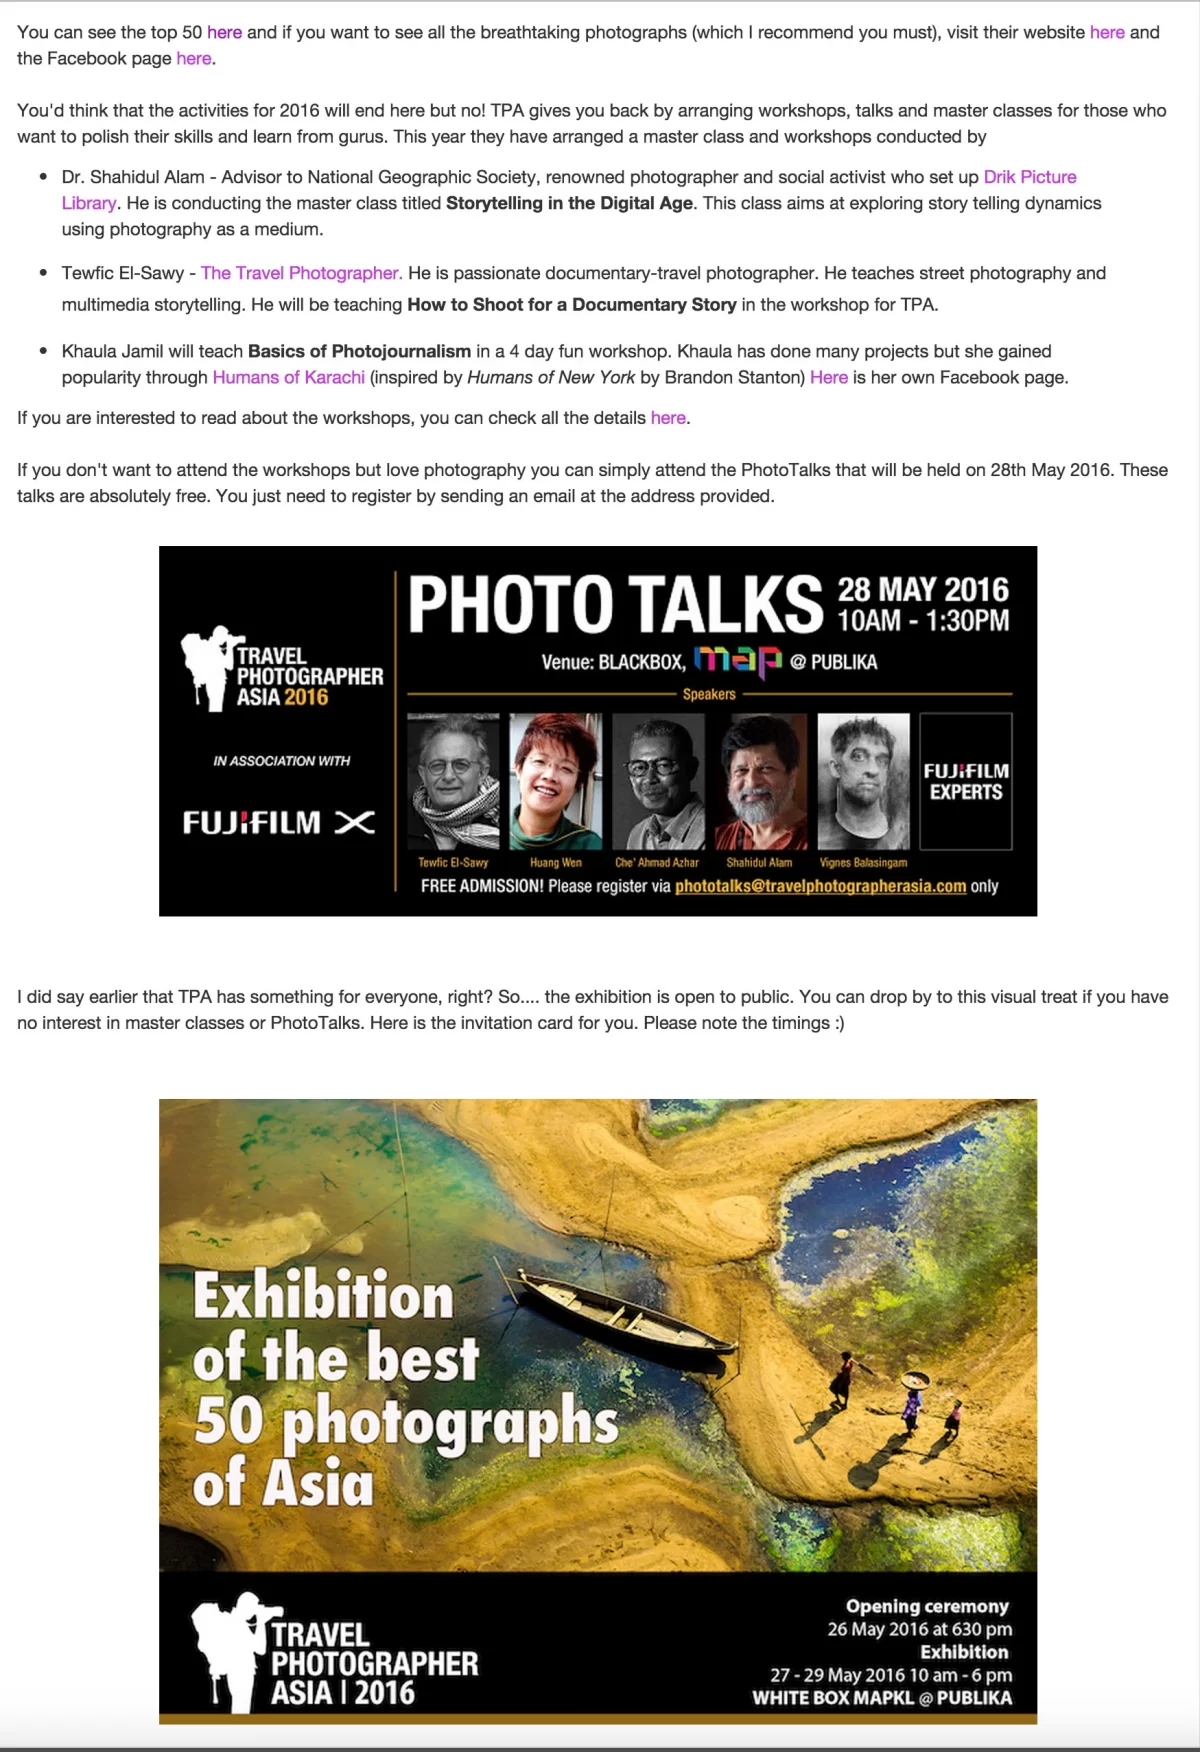 You can see the top 50 here and if you want to see all the breathtaking photographs (which I recommend you must), visit their website here and
the Facebook page here.
You'd think that the activities for 2016 will end here but no! TPA gives you back by arranging workshops, talks and master classes for those who
want to polish their skills and learn from gurus. This year they have arranged a master class and workshops conducted by
• Dr. Shahidul Alam - Advisor to National Geographic Society, renowned photographer and social activist who set up Drik Picture
Library. He is conducting the master class titled Storytelling in the Digital Age. This class aims at exploring story telling dynamics
using photography as a medium.
• Tewfic El-Sawy - The Travel Photographer. He is passionate documentary-travel photographer. He teaches street photography and
multimedia storytelling. He will be teaching How to Shoot for a Documentary Story in the workshop for TPA.
• Khaula Jamil will teach Basics of Photojournalism in a 4 day fun workshop. Khaula has done many projects but she gained
popularity through Humans of Karachi (inspired by Humans of New York by Brandon Stanton) Here is her own Facebook page.
If you are interested to read about the workshops, you can check all the details here.
If you don't want to attend the workshops but love photography you can simply attend the PhotoTalks that will be held on 28th May 2016. These
talks are absolutely free. You just need to register by sending an email at the address provided.
TRAVEL
PHOTOGRAPHER
ASIA 2016
IN ASSOCIATION WITH
FUJIFILM X
PHOTO TALKS
28 MAY 2016
10AM - 1:30PM
Venue: BLACKBOX, map @ PUBLIKA
Speakers
FUJIFILM
EXPERTS
Tewfic El-Sawy
Huang Wen
Che' Ahmad Azhar
Shahidul Alam
Vignes Balasingam
FREE ADMISSION! Please register via phototalks@travelphotographerasia.com only
I did say earlier that TPA has something for everyone, right? So.... the exhibition is open to public. You can drop by to this visual treat if you have
no interest in master classes or PhotoTalks. Here is the invitation card for you. Please note the timings :)
Exhibition
of the best
50 photographs
of Asia
TRAVEL
PHOTOGRAPHER
ASIA | 2016
Opening ceremony
26 May 2016 at 630 pm
Exhibition
27 - 29 May 2016 10 am - 6 pm
WHITE BOX MAPKL @ PUBLIKA